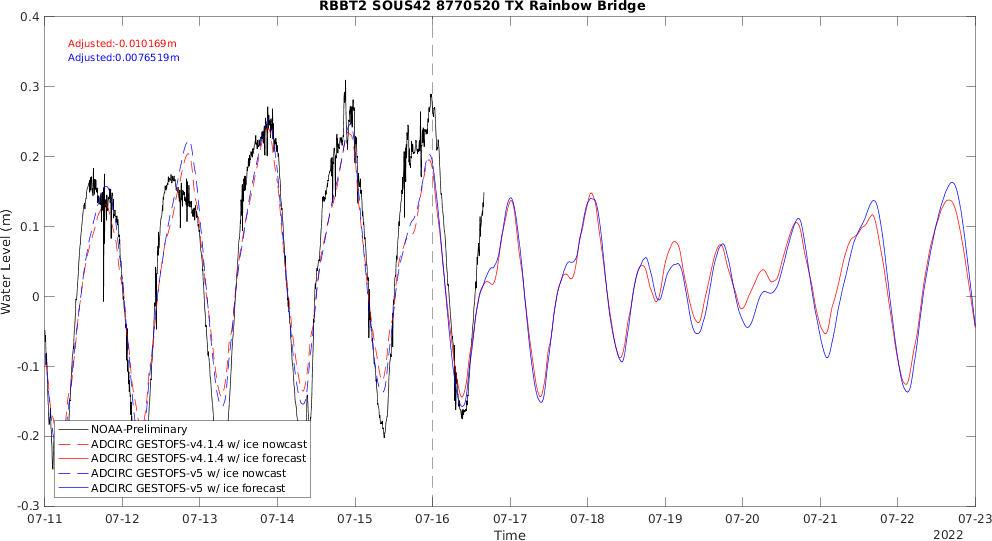 RBBT2 SOUS42 8770520 TX Rainbow Bridge
Adjusted:-0.010169m
Adjusted:0.0076519m
Water Level (m)
0.4
0.3
0.2
0.1
0
-0.1
-0.2
-0.3
NOAA-Preliminary
ADCIRC GESTOFS-v4.1.4 w/ ice nowcast
ADCIRC GESTOFS-v4.1.4 w/ ice forecast
ADCIRC GESTOFS-v5 w/ ice nowcast
ADCIRC GESTOFS-v5 w/ ice forecast
07-11 07-12 07-13 07-14 07-15 07-16 07-17 07-18 07-19 07-20 07-21 07-22 07-23
Time
2022